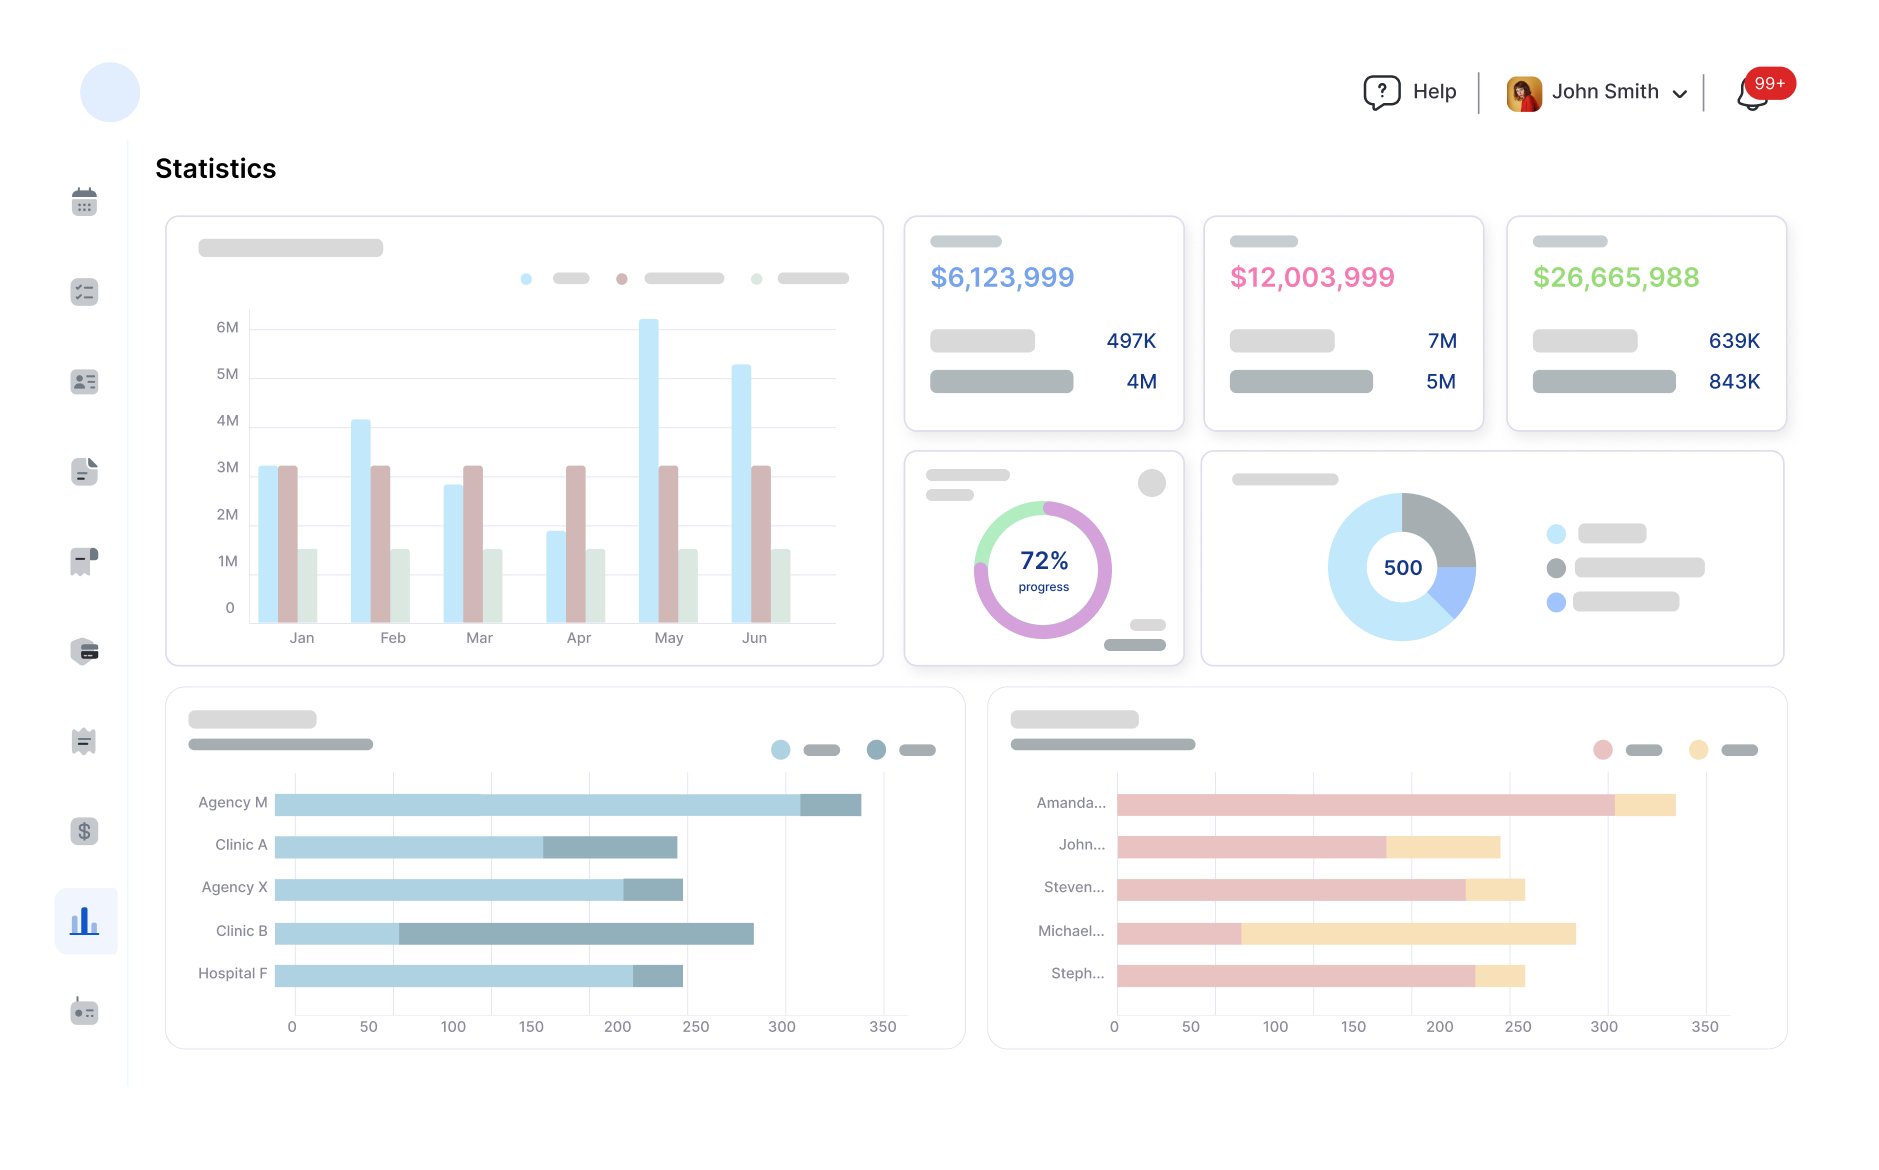 ? Help
John Smith
99+
Statistics
$6,123,999
497K
4M
$12,003,999
7M
5M
$26,665,988
639K
843K
6M
5M
4M
3M
2M
1M
0
Jan Feb Mar Apr May Jun
72%
progress
500
Agency M
Clinic A
Agency X
Clinic B
Hospital F
0 50 100 150 200 250 300 350
Amanda...
John...
Steven...
Michael...
Steph...
0 50 100 150 200 250 300 350
$